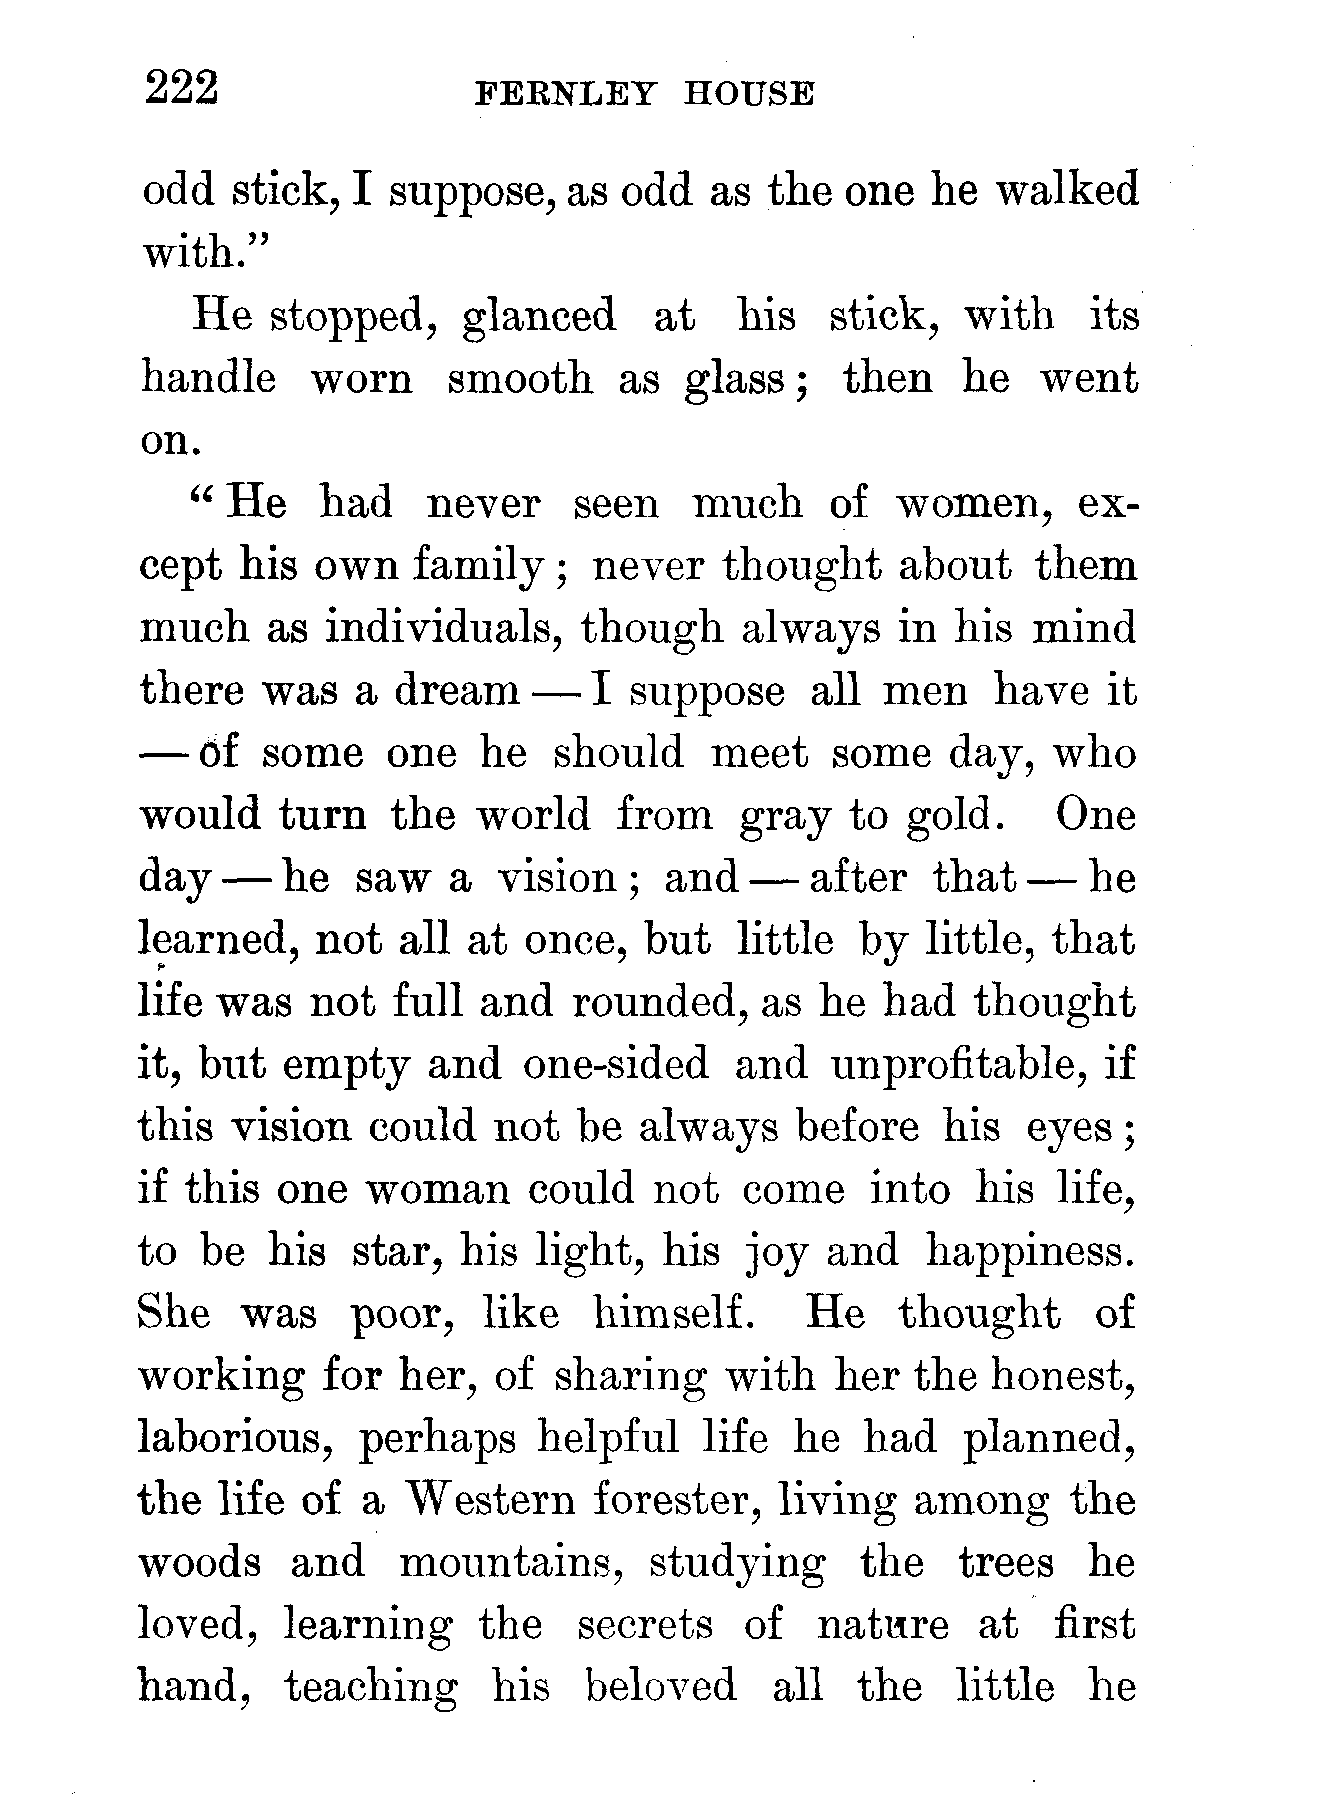 222 FERNLEY HOUSE
odd stick, I suppose, as odd as the one he walked
with."
He stopped, glanced at his stick, with its
handle worn smooth as glass; then he went
on.
"He had never seen much of women, ex-
cept his own family; never thought about them
much as individuals, though always in his mind
there was a dream — I suppose all men have it
— of some one he should meet some day, who
would turn the world from gray to gold. One
day — he saw a vision; and — after that — he
learned, not all at once, but little by little, that
life was not full and rounded, as he had thought
it, but empty and one-sided and unprofitable, if
this vision could not be always before his eyes;
if this one woman could not come into his life,
to be his star, his light, his joy and happiness.
She was poor, like himself. He thought of
working for her, of sharing with her the honest,
laborious, perhaps helpful life he had planned,
the life of a Western forester, living among the
woods and mountains, studying the trees he
loved, learning the secrets of nature at first
hand, teaching his beloved all the little he